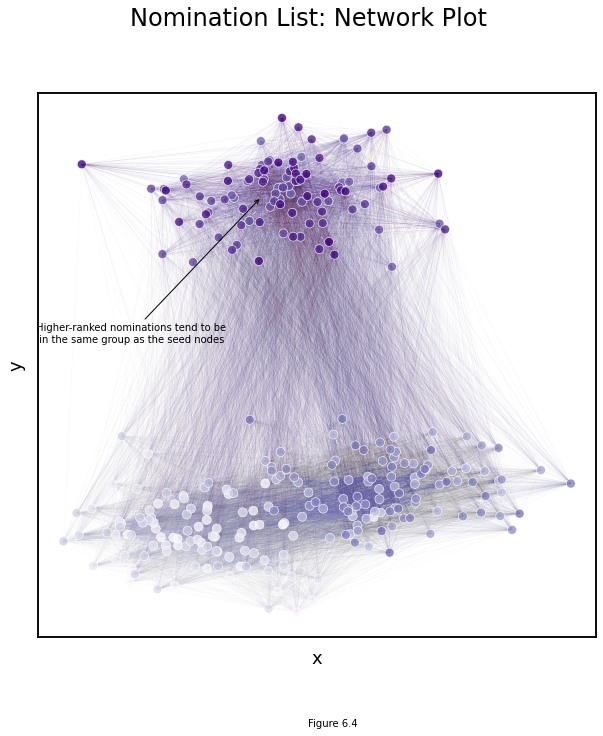 Nomination List: Network Plot
Higher-ranked nominations tend to be
in the same group as the seed nodes
y
x
Figure 6.4